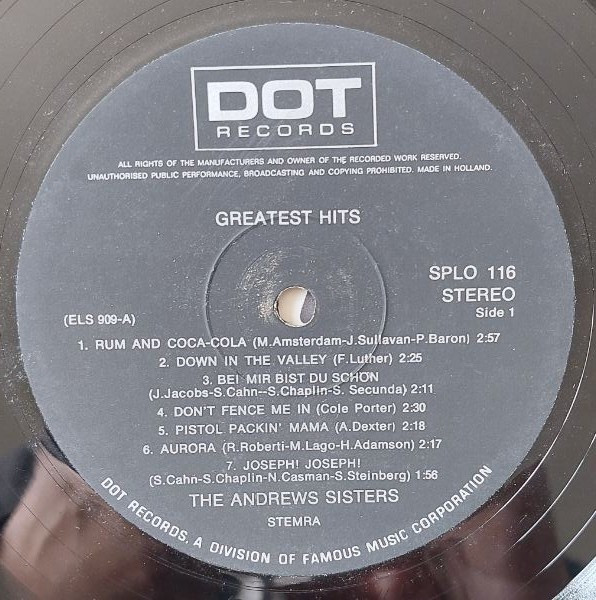 DOT
RECORDS
ALL RIGHTS OF THE MANUFACTURERS AND OWNER OF THE RECORDED WORK RESERVED.
UNAUTHORISED PUBLIC PERFORMANCE, BROADCASTING AND COPYING PROHIBITED. MADE IN HOLLAND.
GREATEST HITS
SPLO 116
STEREO
Side 1
(ELS 909-A)
1. RUM AND COCA-COLA (M.Amsterdam-J.Sullavan-P.Baron) 2:57
2. DOWN IN THE VALLEY (F.Luther) 2:25
3. BEI MIR BIST DU SCHÖN
(J.Jacobs-S.Cahn--S.Chaplin-S. Secunda) 2:11
4. DON'T FENCE ME IN (Cole Porter) 2:30
5. PISTOL PACKIN' MAMA (A.Dexter) 2:18
6. AURORA (R.Roberti-M.Lago-H.Adamson) 2:17
7. JOSEPH! JOSEPH!
(S.Cahn-S.Chaplin-N.Casman-S.Steinberg) 1:56
THE ANDREWS SISTERS
STEMRA
DOT RECORDS, A DIVISION OF FAMOUS MUSIC CORPORATION